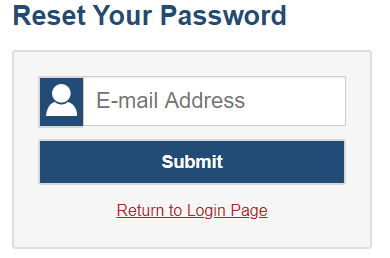 Reset Your Password
E-mail Address
Submit
Return to Login Page